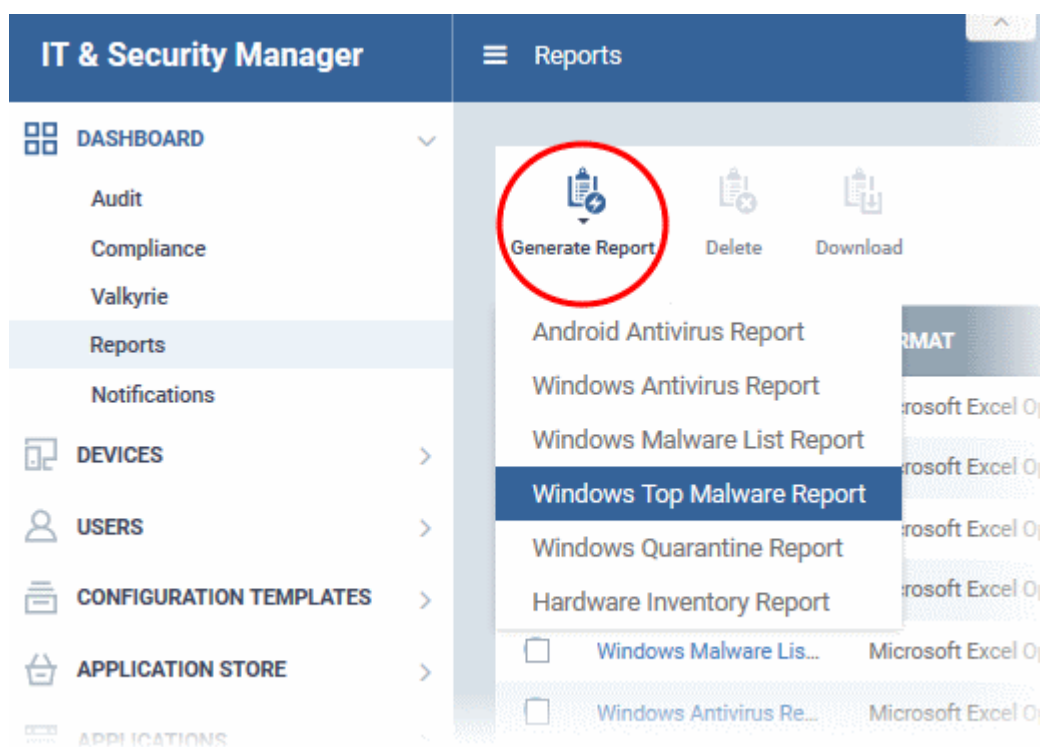 IT & Security Manager
Reports
DASHBOARD
Audit
Compliance
Valkyrie
Reports
Notifications
DEVICES
USERS
CONFIGURATION TEMPLATES
APPLICATION STORE
APPLICATIONS
Generate Report
Delete
Download
Android Antivirus Report
Windows Antivirus Report
Windows Malware List Report
Windows Top Malware Report
Windows Quarantine Report
Hardware Inventory Report
Windows Malware Lis... Microsoft Excel
Windows Antivirus Re... Microsoft Excel